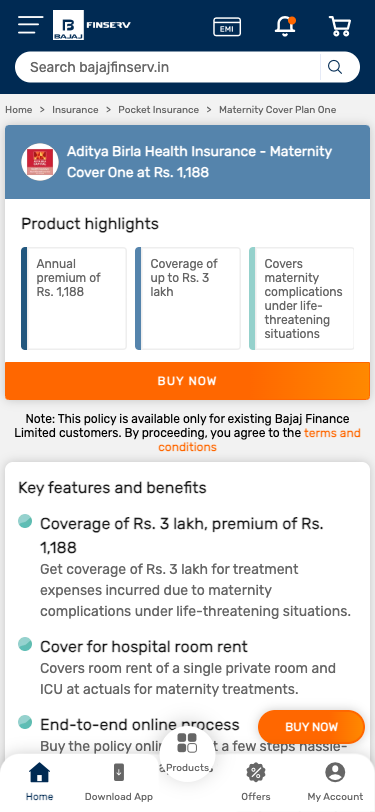 B
BAJAJ
FINSERV
EMI
Search bajajfinserv.in
Home > Insurance > Pocket Insurance > Maternity Cover Plan One
Aditya Birla Health Insurance - Maternity
Cover One at Rs. 1,188
Product highlights
Annual
premium of
Rs. 1,188
Coverage of
up to Rs. 3
lakh
Covers
maternity
complications
under life-
threatening
situations
BUY NOW
Note: This policy is available only for existing Bajaj Finance
Limited customers. By proceeding, you agree to the terms and
conditions
Key features and benefits
Coverage of Rs. 3 lakh, premium of Rs.
1,188
Get coverage of Rs. 3 lakh for treatment
expenses incurred due to maternity
complications under life-threatening situations.
Cover for hospital room rent
Covers room rent of a single private room and
ICU at actuals for maternity treatments.
End-to-end online process
BUY NOW
Buy the policy a few steps hassle-
Products
Home
Download App
Offers
My Account